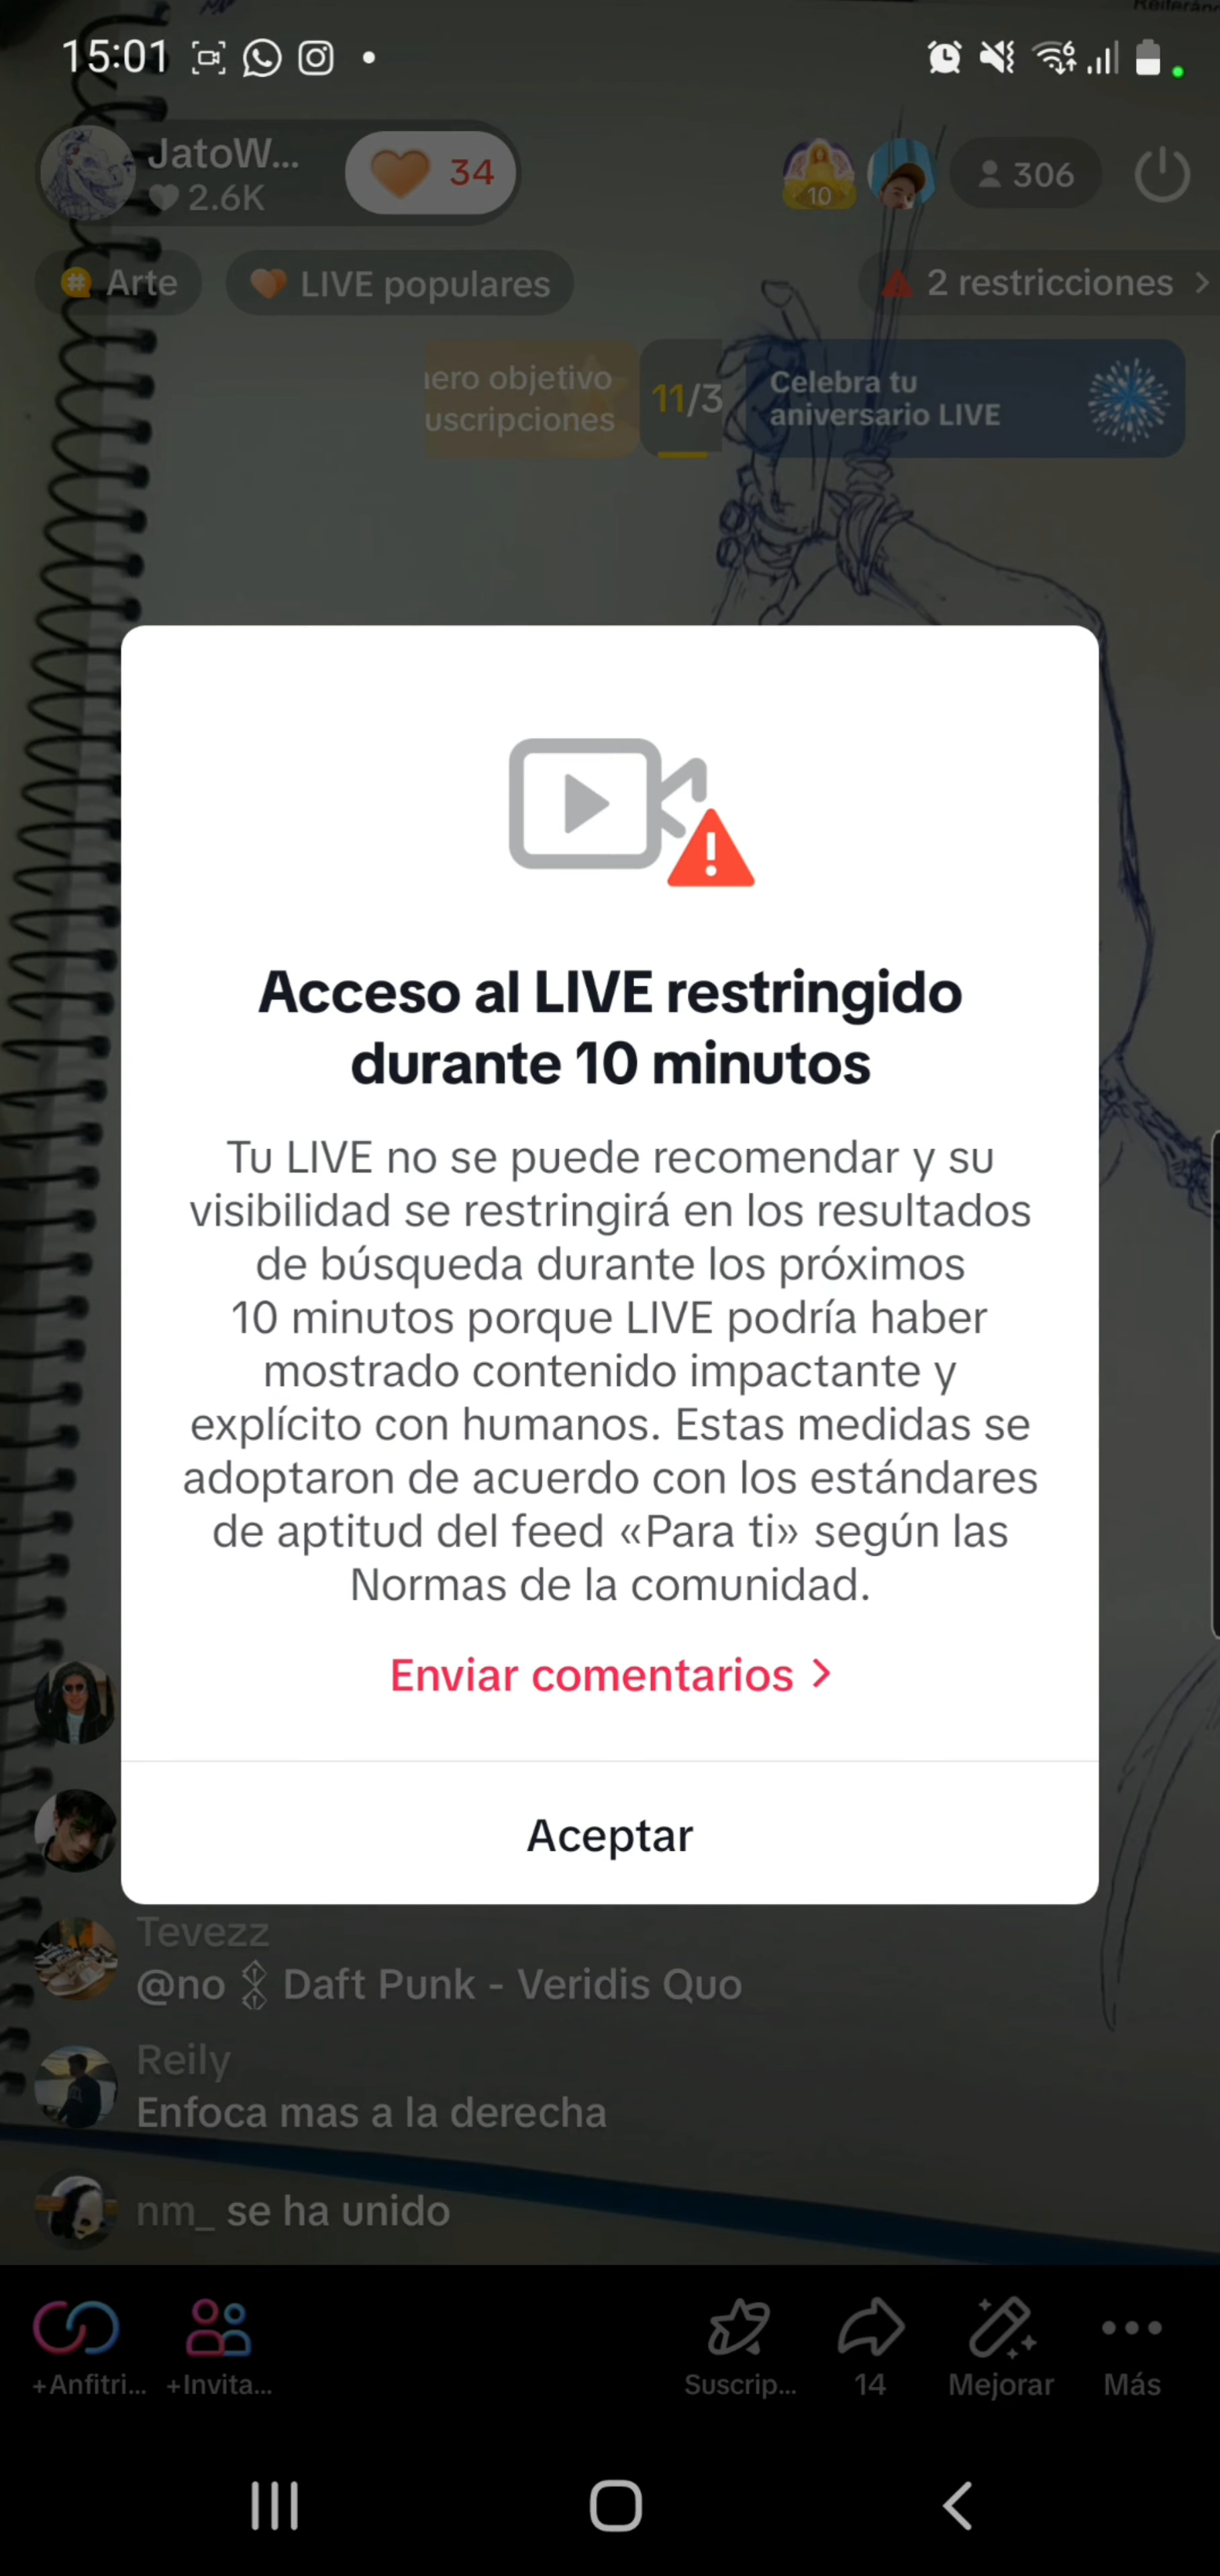 15:01
JatoW...
2.6K
34
10
306
Arte
LIVE populares
2 restricciones
objetivo
11/3
Celebra tu
aniversario LIVE
Acceso al LIVE restringido
durante 10 minutos
Tu LIVE no se puede recomendar y su
visibilidad se restringirá en los resultados
de búsqueda durante los próximos
10 minutos porque LIVE podría haber
mostrado contenido impactante y
explícito con humanos. Estas medidas se
adoptaron de acuerdo con los estándares
de aptitud del feed «Para ti» según las
Normas de la comunidad.
Enviar comentarios >
Aceptar
Tevezz
@no Daft Punk - Veridis Quo
Reily
Enfoca mas a la derecha
nm_ se ha unido
+Anfitri...
+Invita...
Suscrip...
14
Mejorar
Más